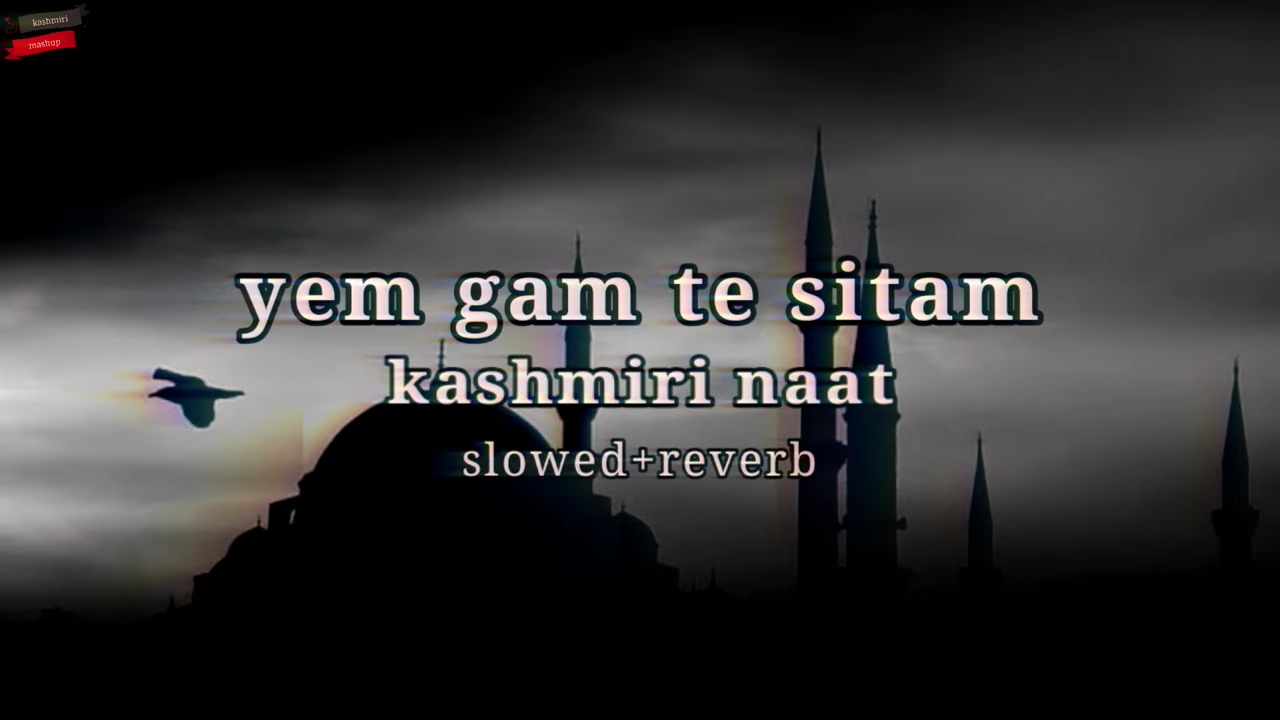 kashmiri
mashup
yem gam te sitam
kashmiri naat
slowed+reverb